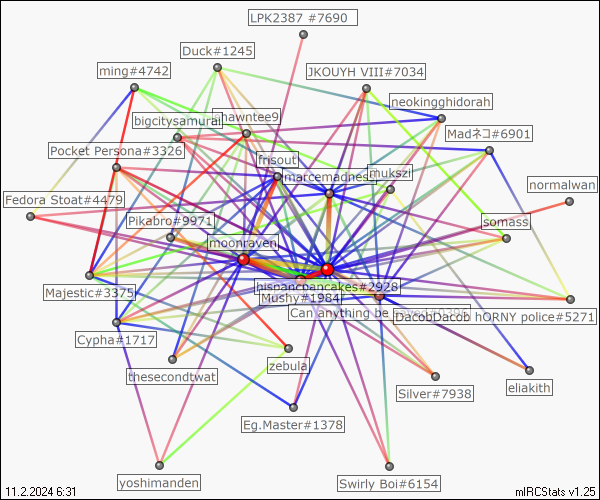 LPK2387 #7690
Duck#1245
ming#4742
JKOUYH VIII#7034
neokingghidorah
bigcitysamurai
hawntee9
Madネコ#6901
Pocket Persona#3326
frisout
marcemadness
mukszi
normalwan
Fedora Stoat#4479
Pikabro#9971
somass
moonraven
hispanicpancakes#2928
Majestic#3375
Mushy#1984
Can anything be
DacobDacob hORNY police#5271
Cypha#1717
zebula
thesecondtwat
Silver#7938
eliakith
Eg.Master#1378
yoshimanden
Swirly Boi#6154
11.2.2024 6:31
mIRCStats v1.25